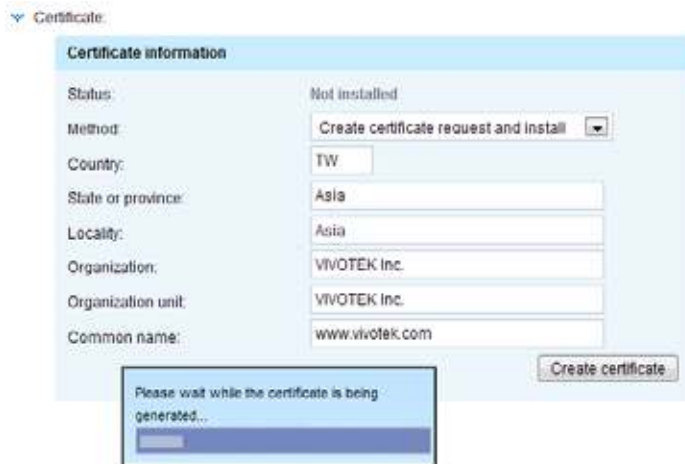 Certificate:
Certificate information
Status: Not installed
Method: Create certificate request and install
Country: TW
State or province: Asia
Locality: Asia
Organization: VIVOTEK Inc.
Organization unit: VIVOTEK Inc.
Common name: www.vivotek.com
Create certificate
Please wait while the certificate is being
generated...